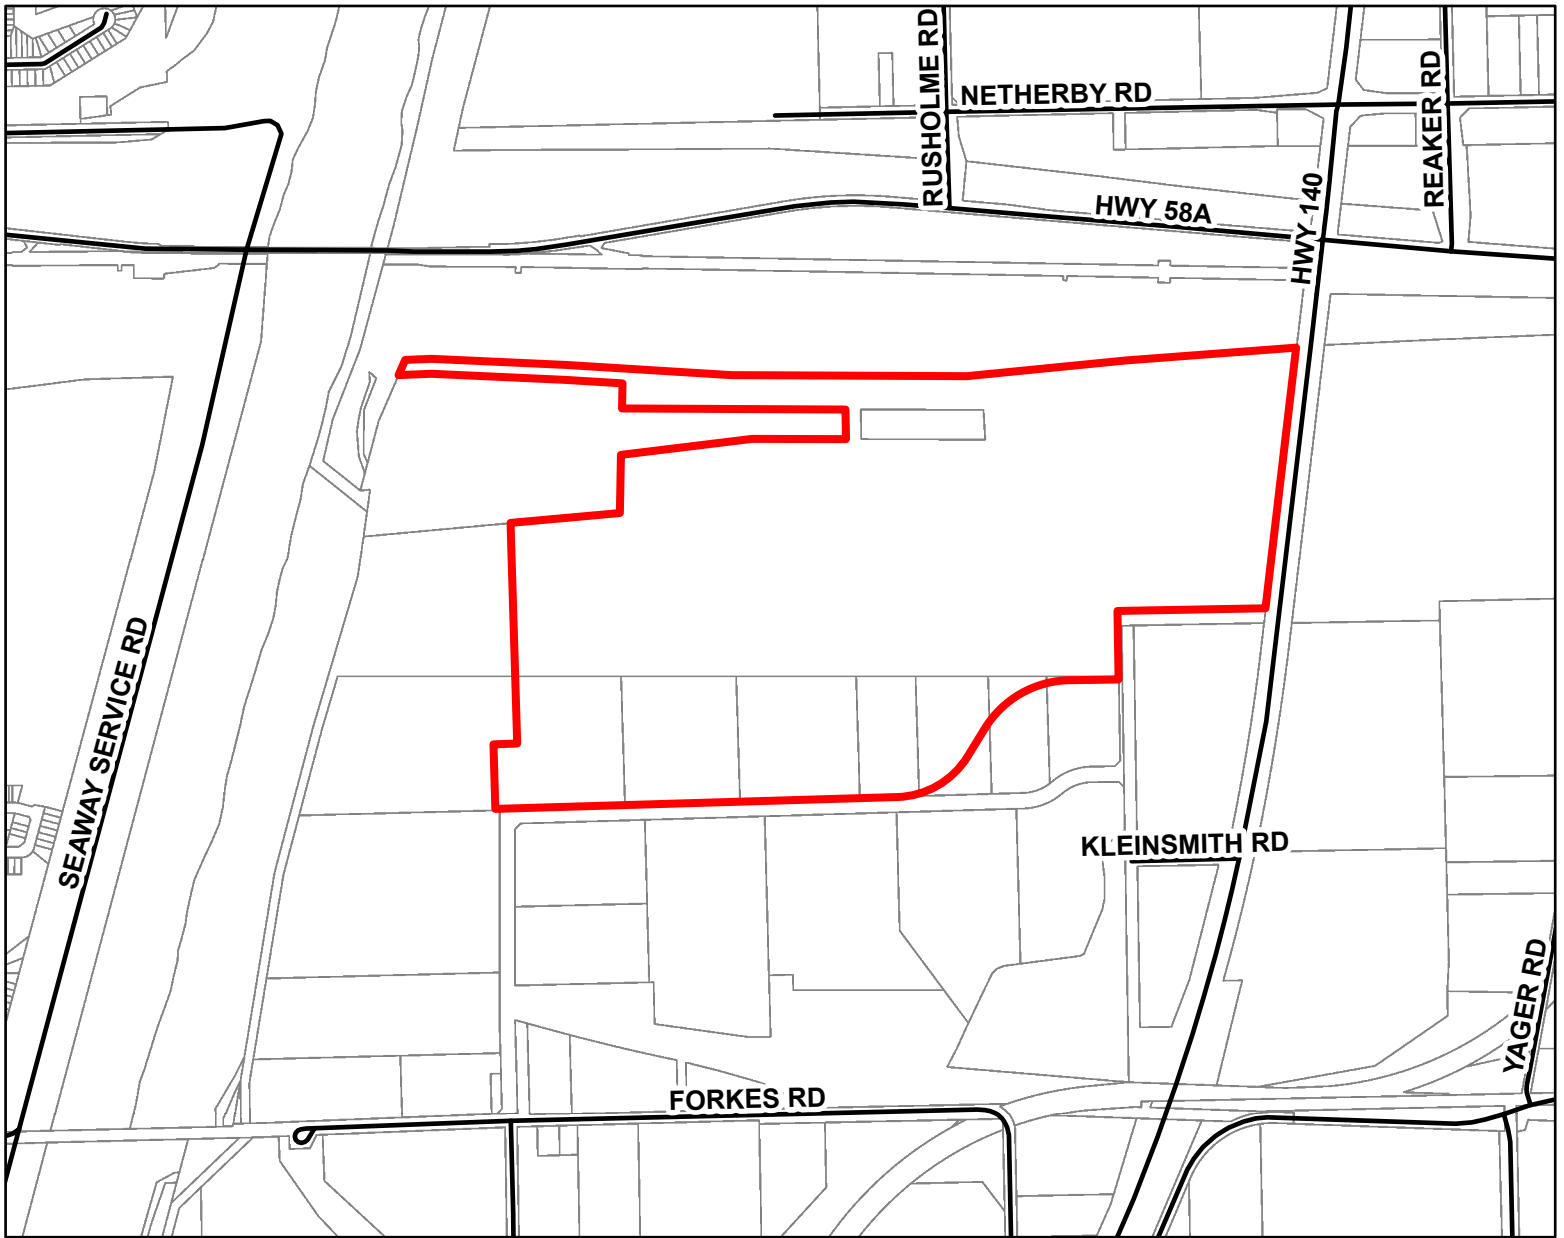 RUSHOLME RD
NETHERBY RD
REAKER RD
HWY 58A
HWY 140
SEAWAY SERVICE RD
KLEINSMITH RD
YAGER RD
FORKES RD